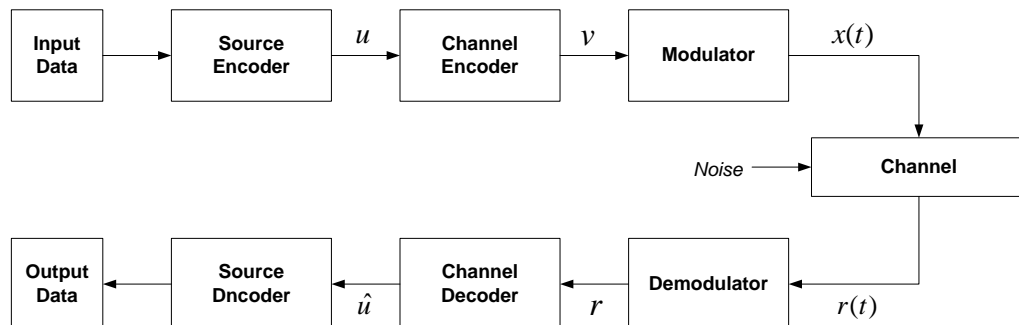 Input
Data
Source
Encoder
u
Channel
Encoder
v
Modulator
x(t)
Noise
Channel
Output
Data
Source
Dncoder
û
Channel
Decoder
r
Demodulator
r(t)